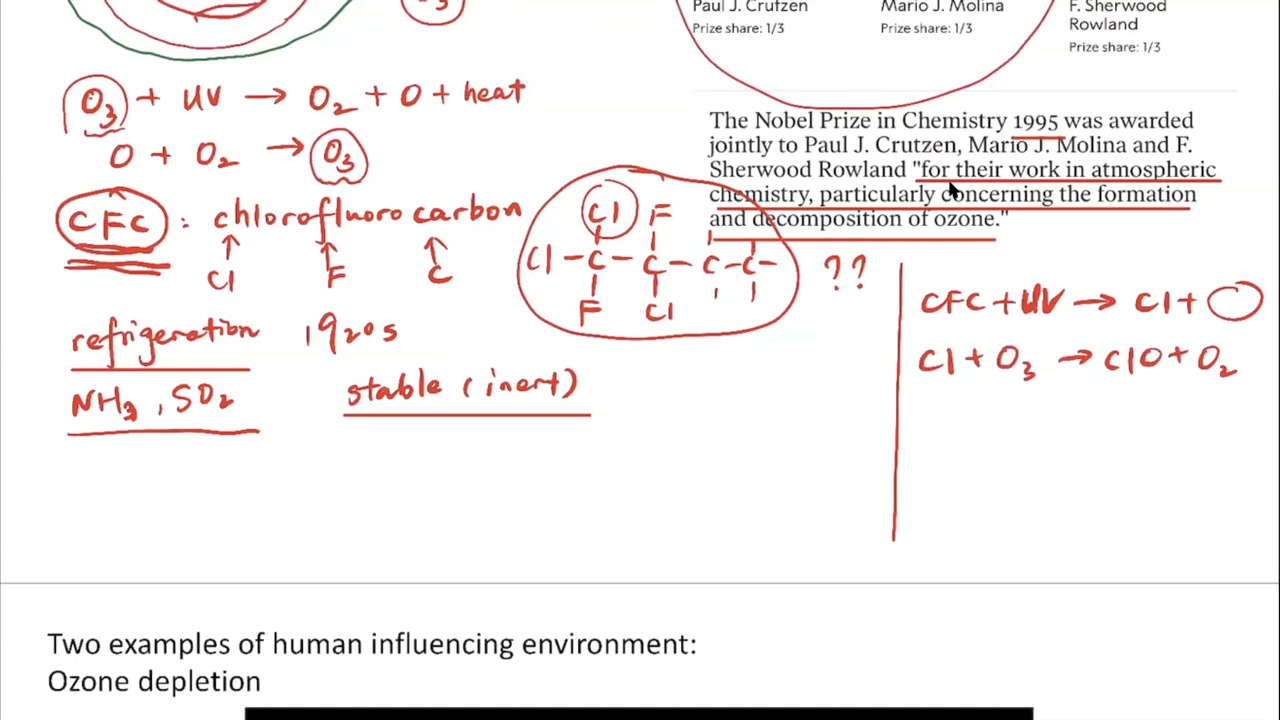 O3
Paul J. Crutzen
Prize share: 1/3
Mario J. Molina
Prize share: 1/3
F. Sherwood
Rowland
Prize share: 1/3
O3 + UV → O2 + O + heat
O + O2 → O3
The Nobel Prize in Chemistry 1995 was awarded
jointly to Paul J. Crutzen, Mario J. Molina and F.
Sherwood Rowland "for their work in atmospheric
chemistry, particularly concerning the formation
and decomposition of ozone."
CFC : chlorofluorocarbon
Cl F C
Cl F
Cl-C-C-C-C- ??
F Cl
refrigeration 1920s
NH3, SO2
stable (inert)
CFC + UV → Cl +
Cl + O3 → ClO + O2
Two examples of human influencing environment:
Ozone depletion